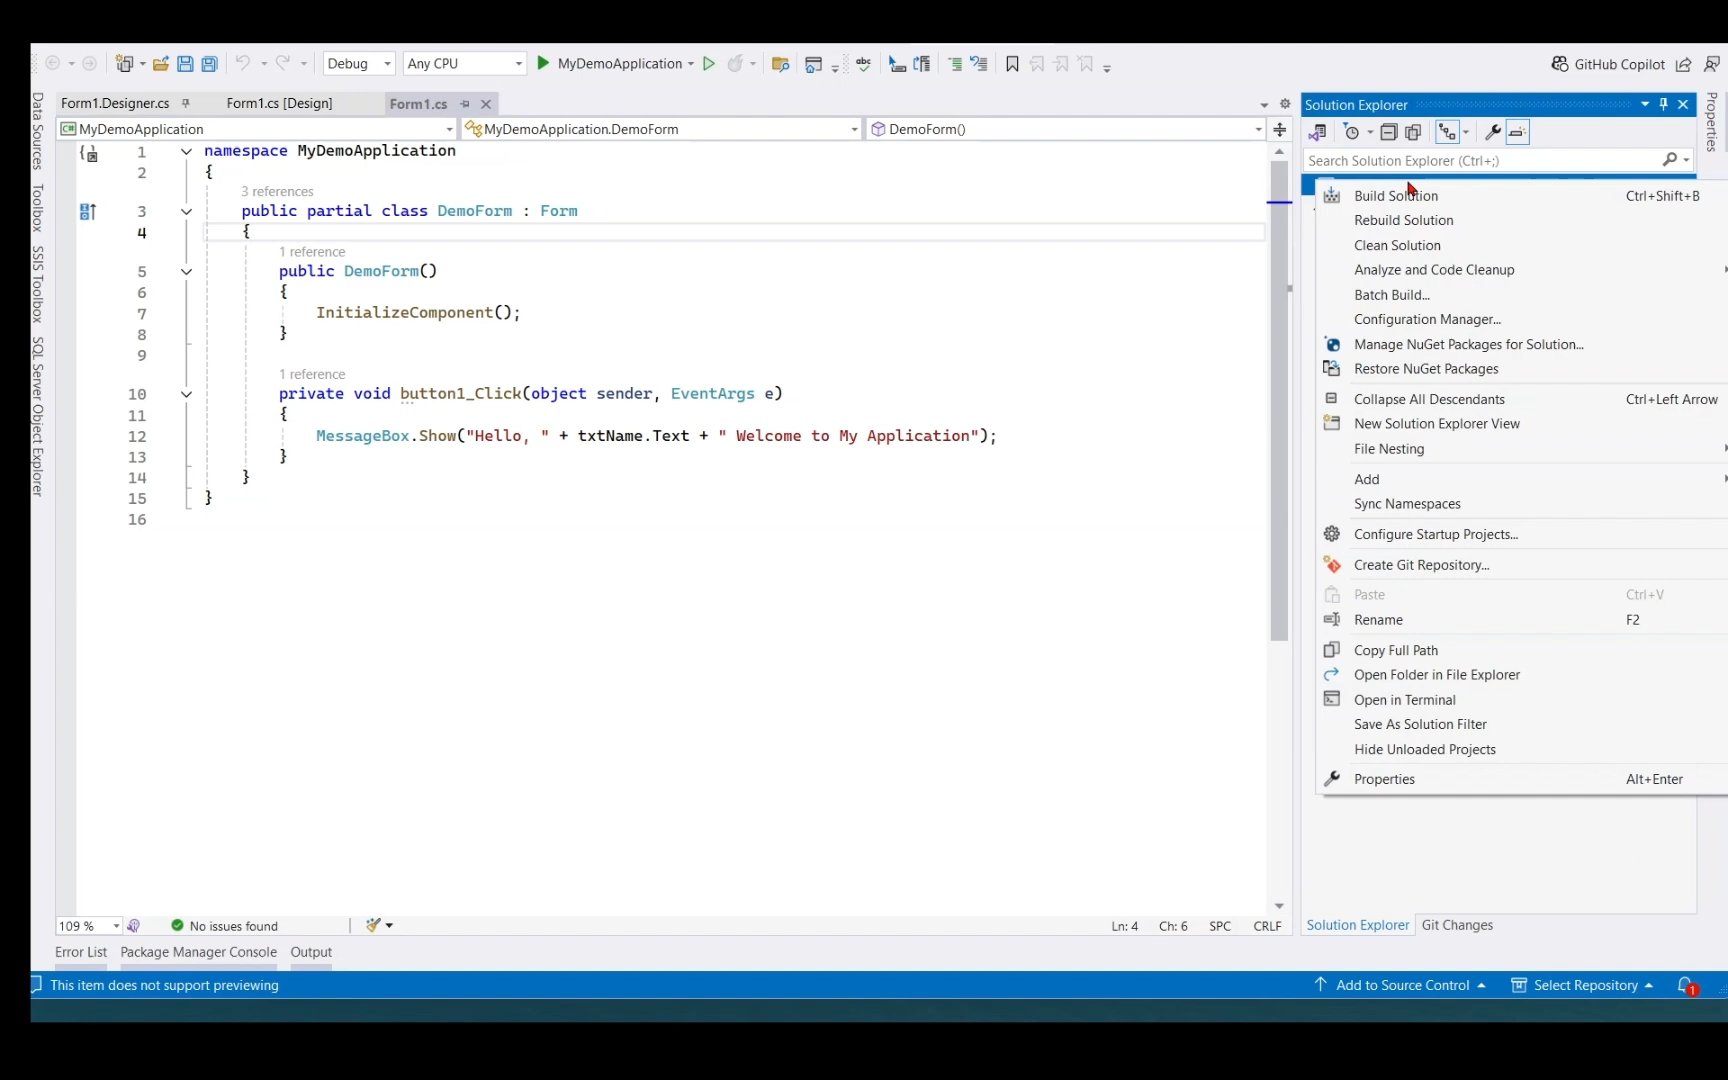 Debug
Any CPU
MyDemoApplication
GitHub Copilot
Form1.Designer.cs
Form1.cs [Design]
Form1.cs
MyDemoApplication
MyDemoApplication.DemoForm
DemoForm()
Data Sources
Toolbox
SSIS Toolbox
SQL Server Object Explorer
1 namespace MyDemoApplication
2 {
3 references
3 public partial class DemoForm : Form
4 {
1 reference
5 public DemoForm()
6 {
7 InitializeComponent();
8 }
9
1 reference
10 private void button1_Click(object sender, EventArgs e)
11 {
12 MessageBox.Show("Hello, " + txtName.Text + " Welcome to My Application");
13 }
14 }
15 }
16
109 %
No issues found
Ln: 4
Ch: 6
SPC
CRLF
Error List
Package Manager Console
Output
Solution Explorer
Search Solution Explorer (Ctrl+;)
Build Solution Ctrl+Shift+B
Rebuild Solution
Clean Solution
Analyze and Code Cleanup
Batch Build...
Configuration Manager...
Manage NuGet Packages for Solution...
Restore NuGet Packages
Collapse All Descendants Ctrl+Left Arrow
New Solution Explorer View
File Nesting
Add
Sync Namespaces
Configure Startup Projects...
Create Git Repository...
Paste Ctrl+V
Rename F2
Copy Full Path
Open Folder in File Explorer
Open in Terminal
Save As Solution Filter
Hide Unloaded Projects
Properties Alt+Enter
Solution Explorer
Git Changes
Properties
This item does not support previewing
Add to Source Control
Select Repository
1